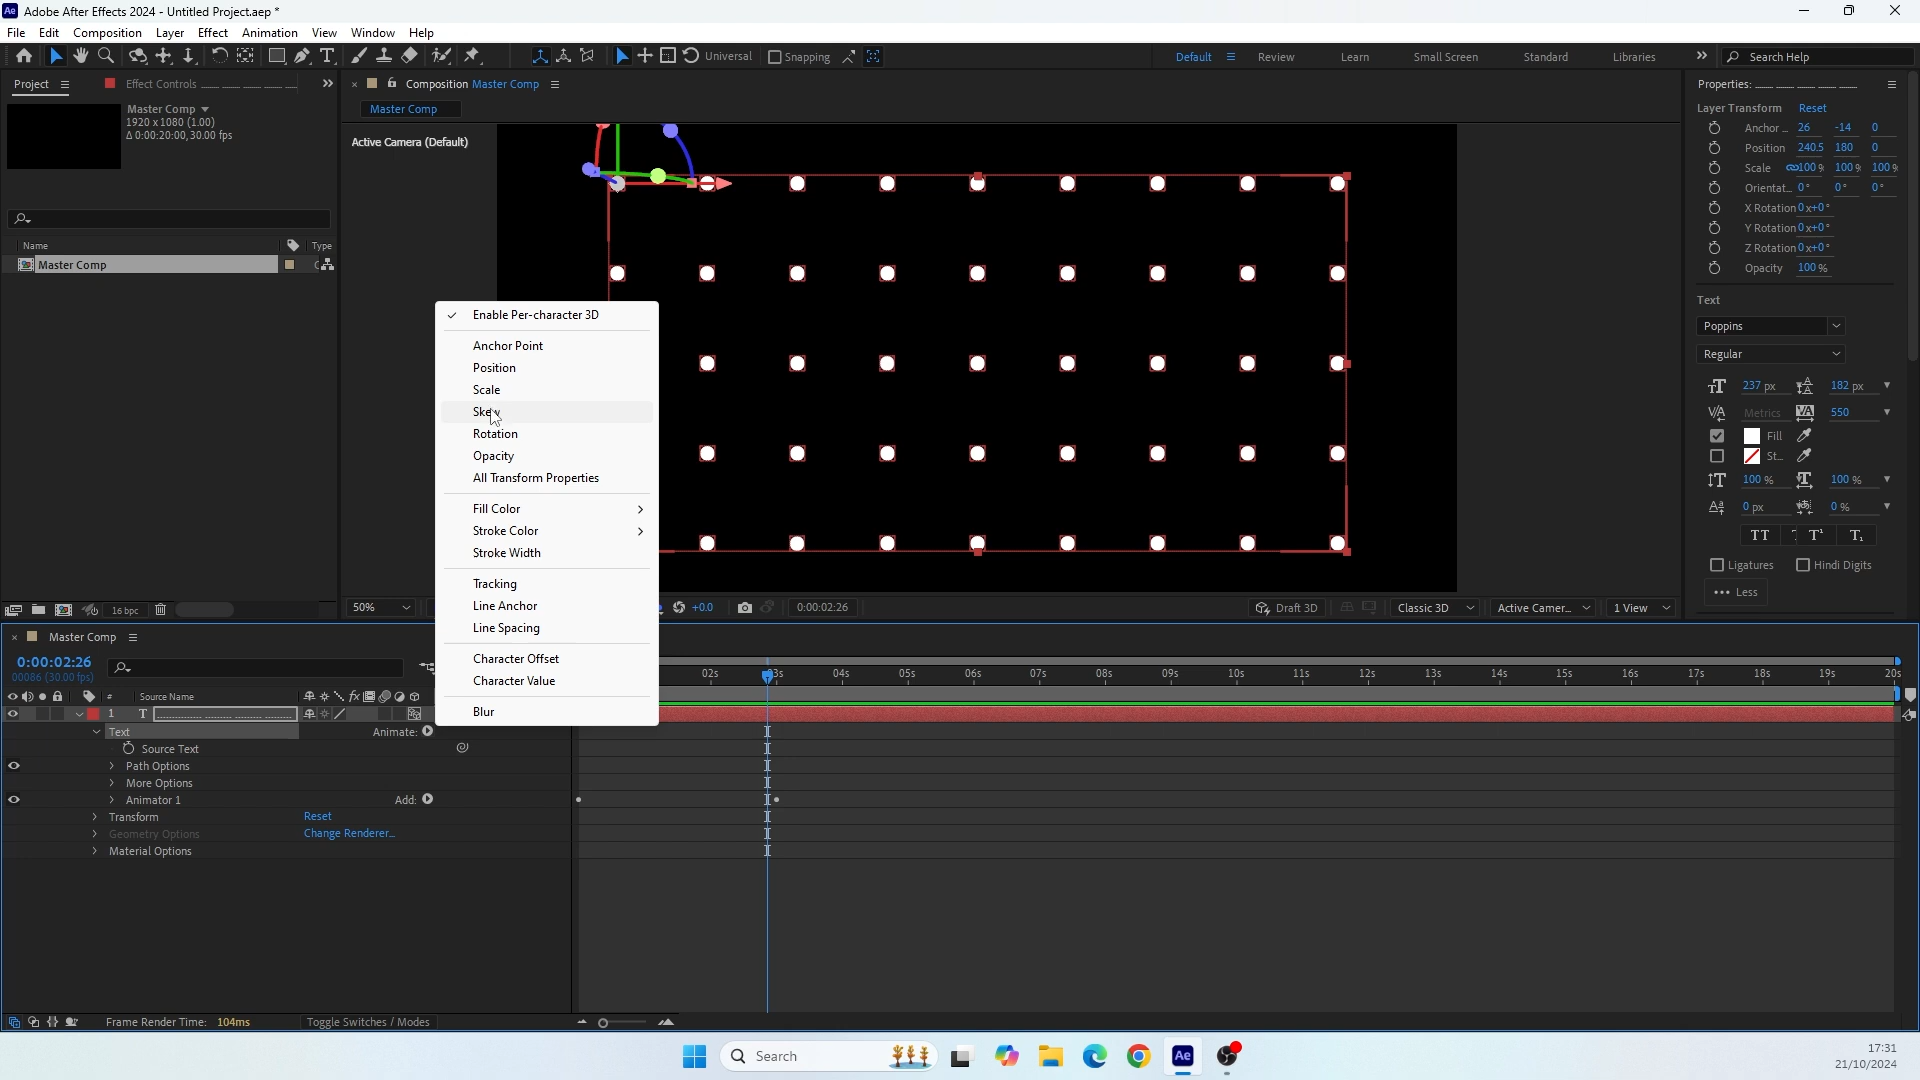 Ae Adobe After Effects 2024 - Untitled Project.aep *
File Edit Composition Layer Effect Animation View Window Help
Universal Snapping Default Review Learn Small Screen Standard Libraries Search Help
Project Effect Controls Composition Master Comp Properties:
Master Comp
1920 x 1080 (1.00)
Δ 0:00:20:00, 30.00 fps
Master Comp
Active Camera (Default)
Layer Transform Reset
Anchor ... 26 -14 0
Position 240.5 180 0
Scale 100% 100% 100%
Orientat... 0° 0° 0°
X Rotation 0x+0°
Y Rotation 0x+0°
Z Rotation 0x+0°
Opacity 100%
Text
Poppins
Regular
237 px 182 px
Metrics 550
Fill
St...
100 % 100 %
0 px 0 %
TT T¹ T₁
Ligatures Hindi Digits
••• Less
Name Type
Master Comp
16 bpc
Enable Per-character 3D
Anchor Point
Position
Scale
Skew
Rotation
Opacity
All Transform Properties
Fill Color
Stroke Color
Stroke Width
Tracking
Line Anchor
Line Spacing
Character Offset
Character Value
Blur
50% +0.0 0:00:02:26 Draft 3D Classic 3D Active Camer... 1 View
Master Comp
0:00:02:26
00086 (30.00 fps)
02s 03s 04s 05s 06s 07s 08s 09s 10s 11s 12s 13s 14s 15s 16s 17s 18s 19s 20s
# Source Name fx
1 T
Text Animate:
Source Text
Path Options
More Options
Animator 1 Add:
Transform Reset
Geometry Options Change Renderer...
Material Options
Frame Render Time: 104ms Toggle Switches / Modes
Search Ae
17:31
21/10/2024